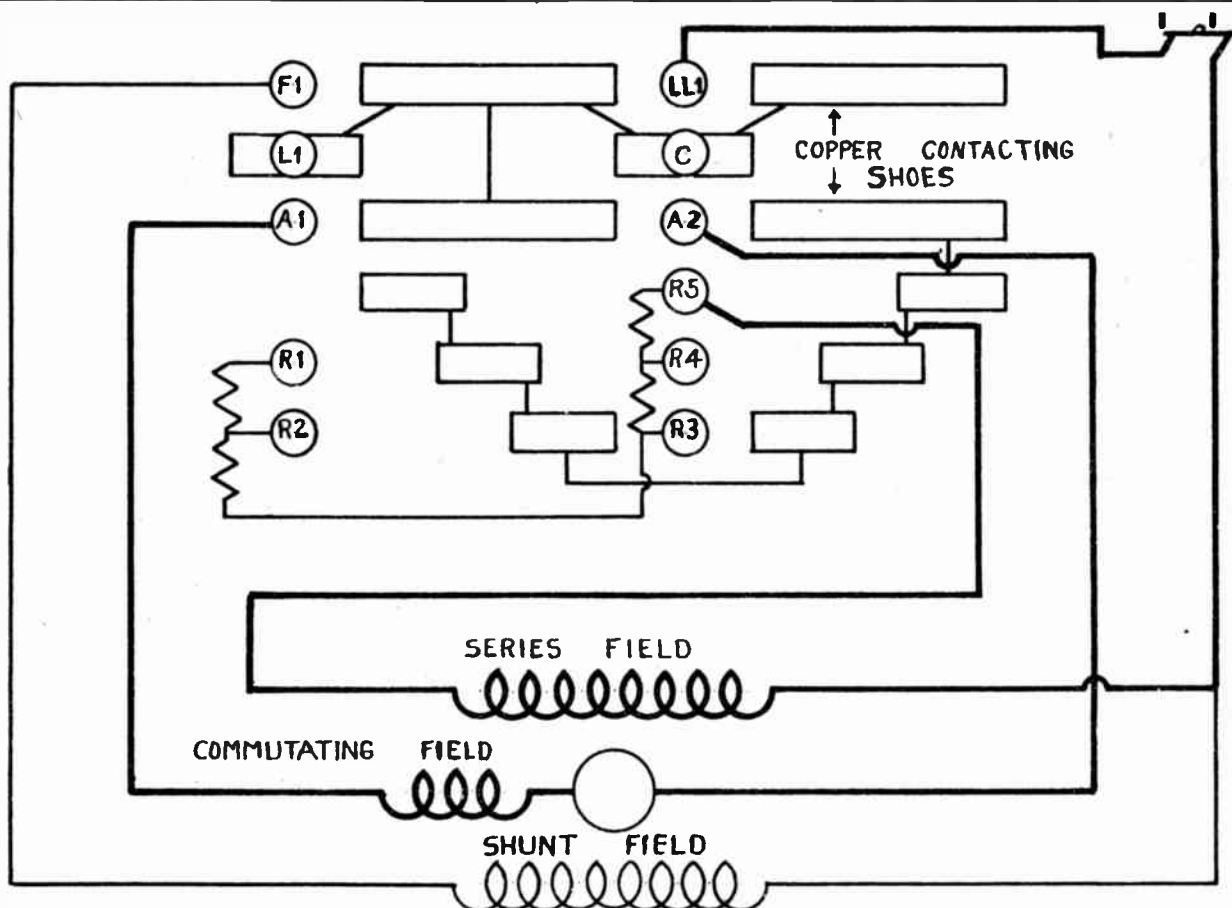 F1
LL1
L1
C
COPPER CONTACTING
SHOES
A1
A2
R5
R1
R4
R2
R3
SERIES FIELD
COMMUTATING FIELD
SHUNT FIELD